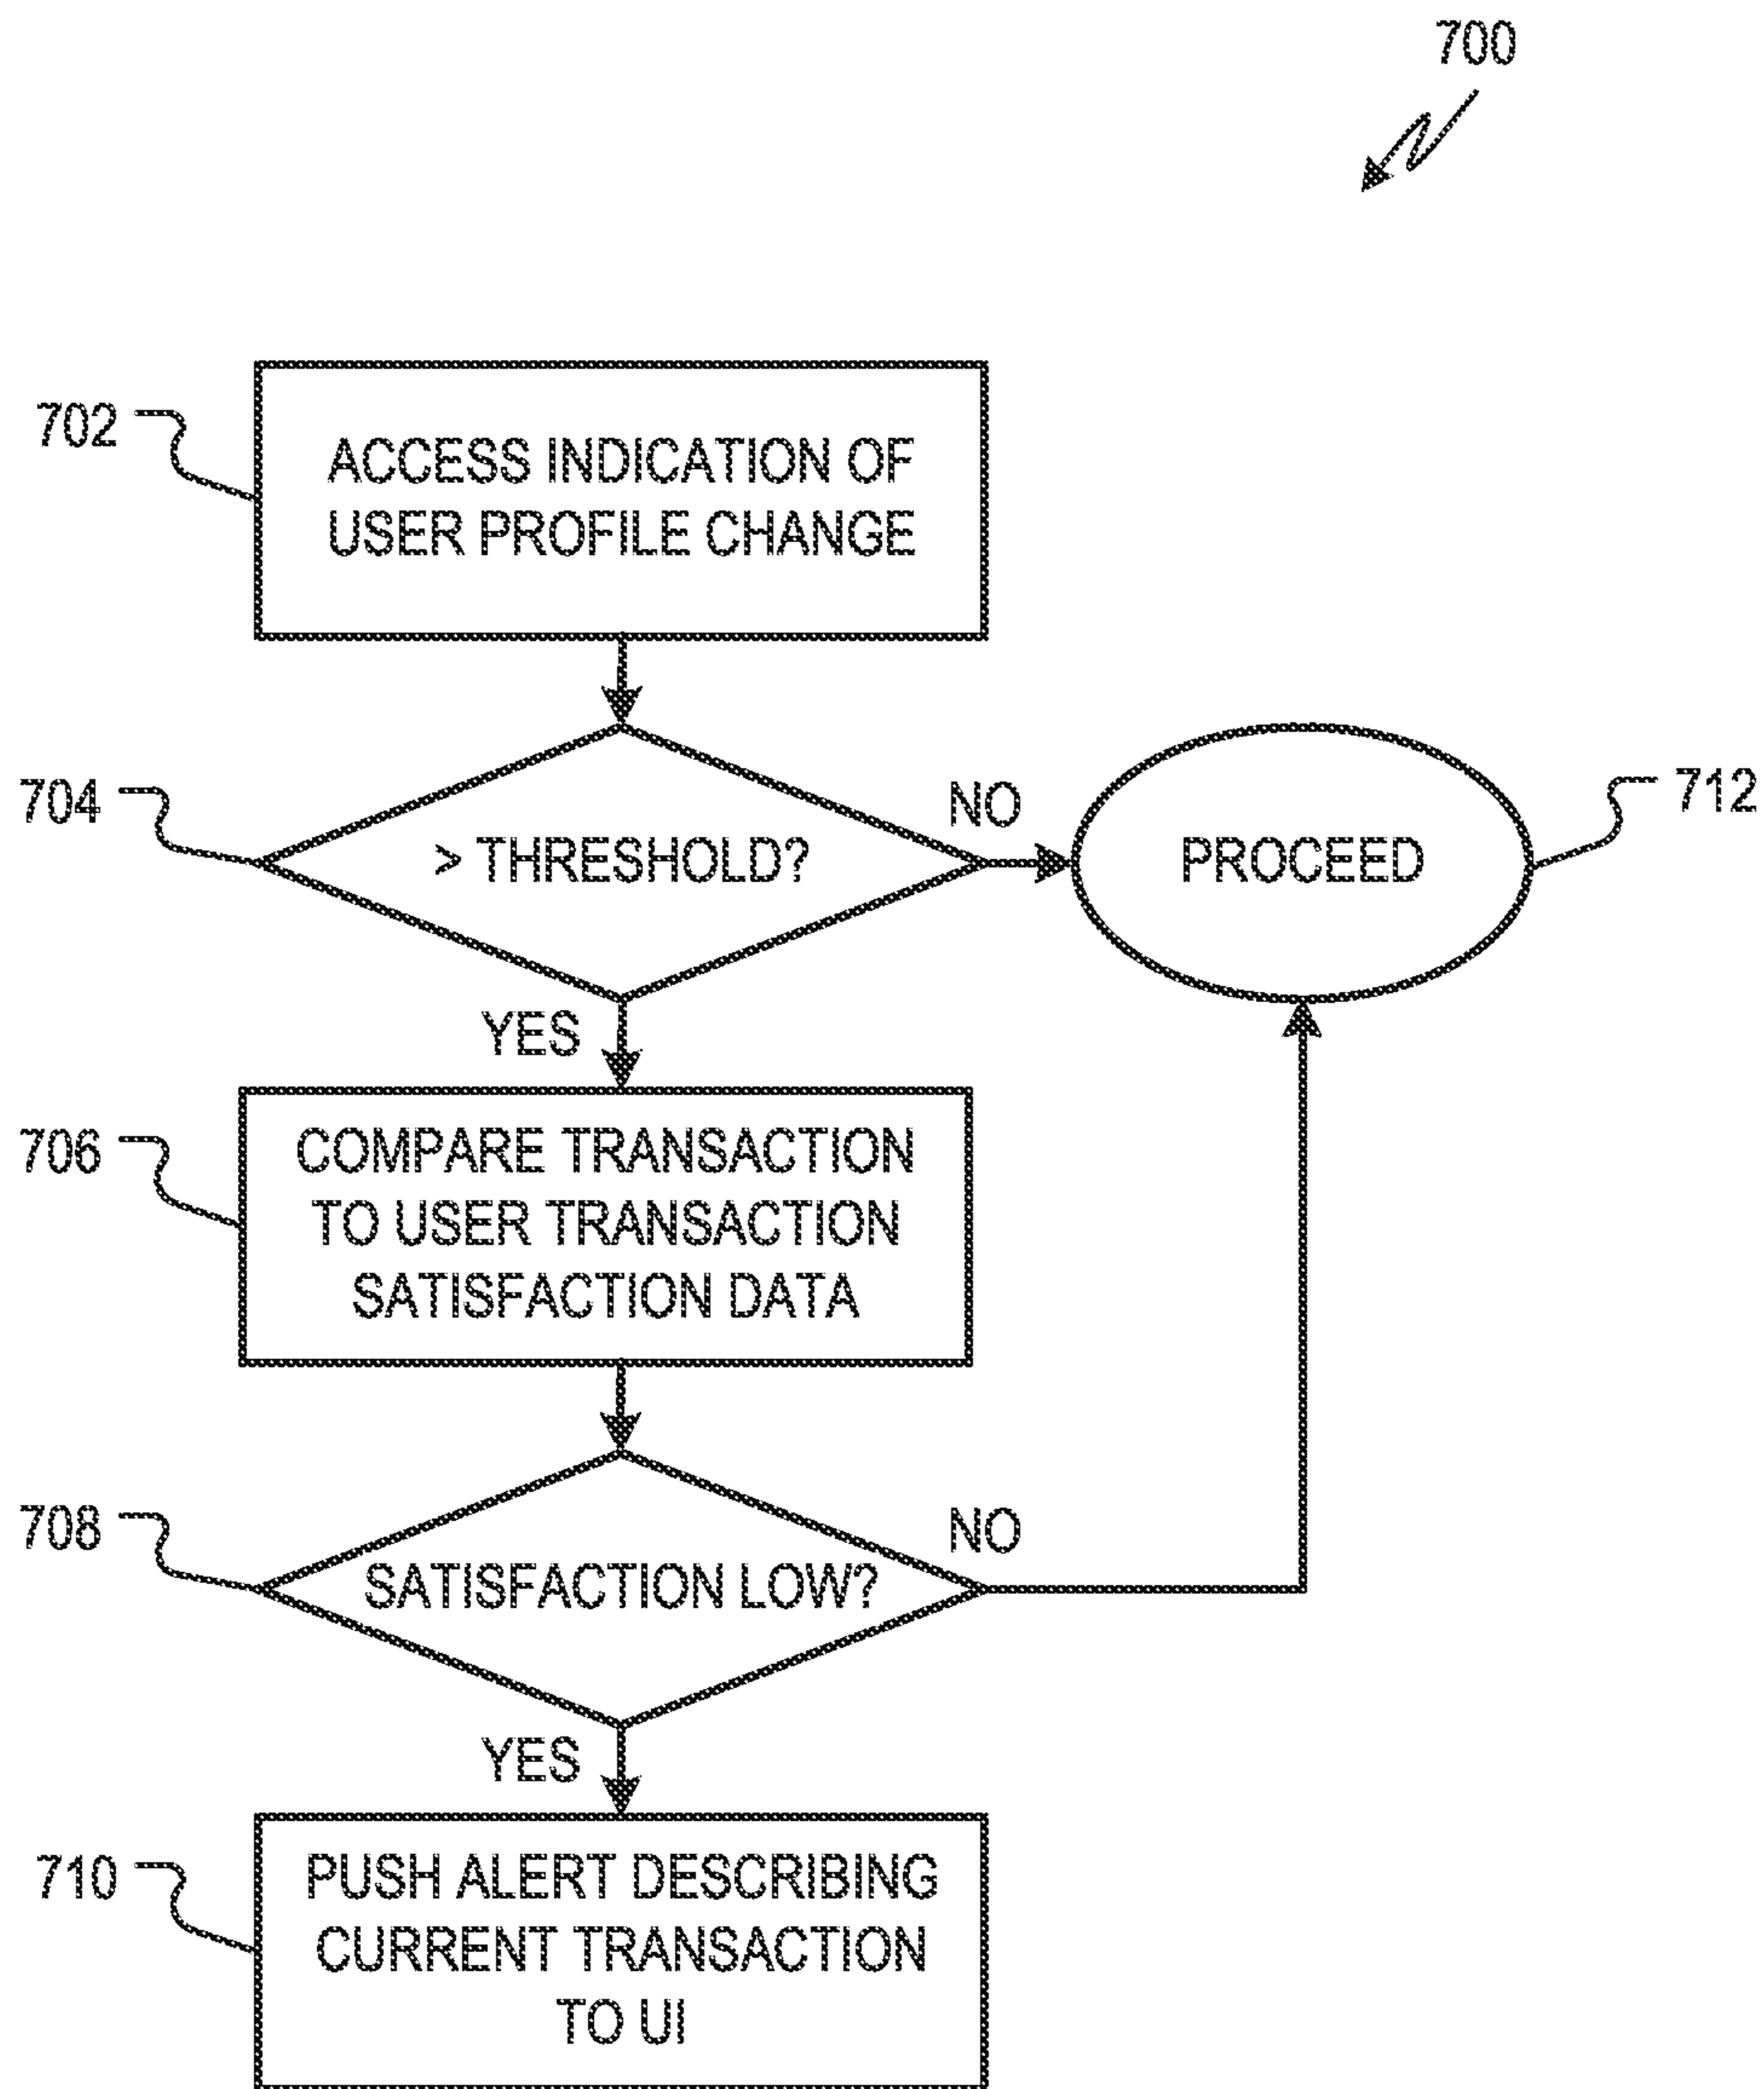 700
702
ACCESS INDICATION OF
USER PROFILE CHANGE
704
> THRESHOLD?
NO
PROCEED
712
YES
706
COMPARE TRANSACTION
TO USER TRANSACTION
SATISFACTION DATA
708
SATISFACTION LOW?
NO
YES
710
PUSH ALERT DESCRIBING
CURRENT TRANSACTION
TO UI